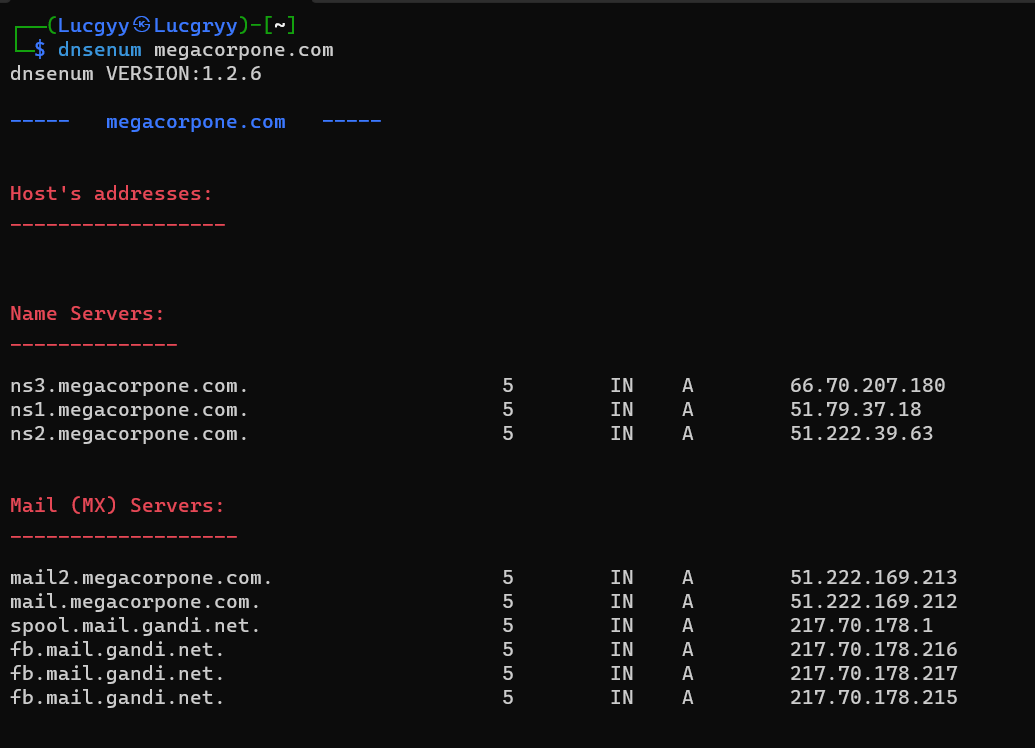 ┌──(Lucgyy㉿Lucgryy)-[~]
└─$ dnsenum megacorpone.com
dnsenum VERSION:1.2.6
-----   megacorpone.com   -----
Host's addresses:
__________________
Name Servers:
______________
ns3.megacorpone.com. 5 IN A 66.70.207.180
ns1.megacorpone.com. 5 IN A 51.79.37.18
ns2.megacorpone.com. 5 IN A 51.222.39.63
Mail (MX) Servers:
___________________
mail2.megacorpone.com. 5 IN A 51.222.169.213
mail.megacorpone.com. 5 IN A 51.222.169.212
spool.mail.gandi.net. 5 IN A 217.70.178.1
fb.mail.gandi.net. 5 IN A 217.70.178.216
fb.mail.gandi.net. 5 IN A 217.70.178.217
fb.mail.gandi.net. 5 IN A 217.70.178.215